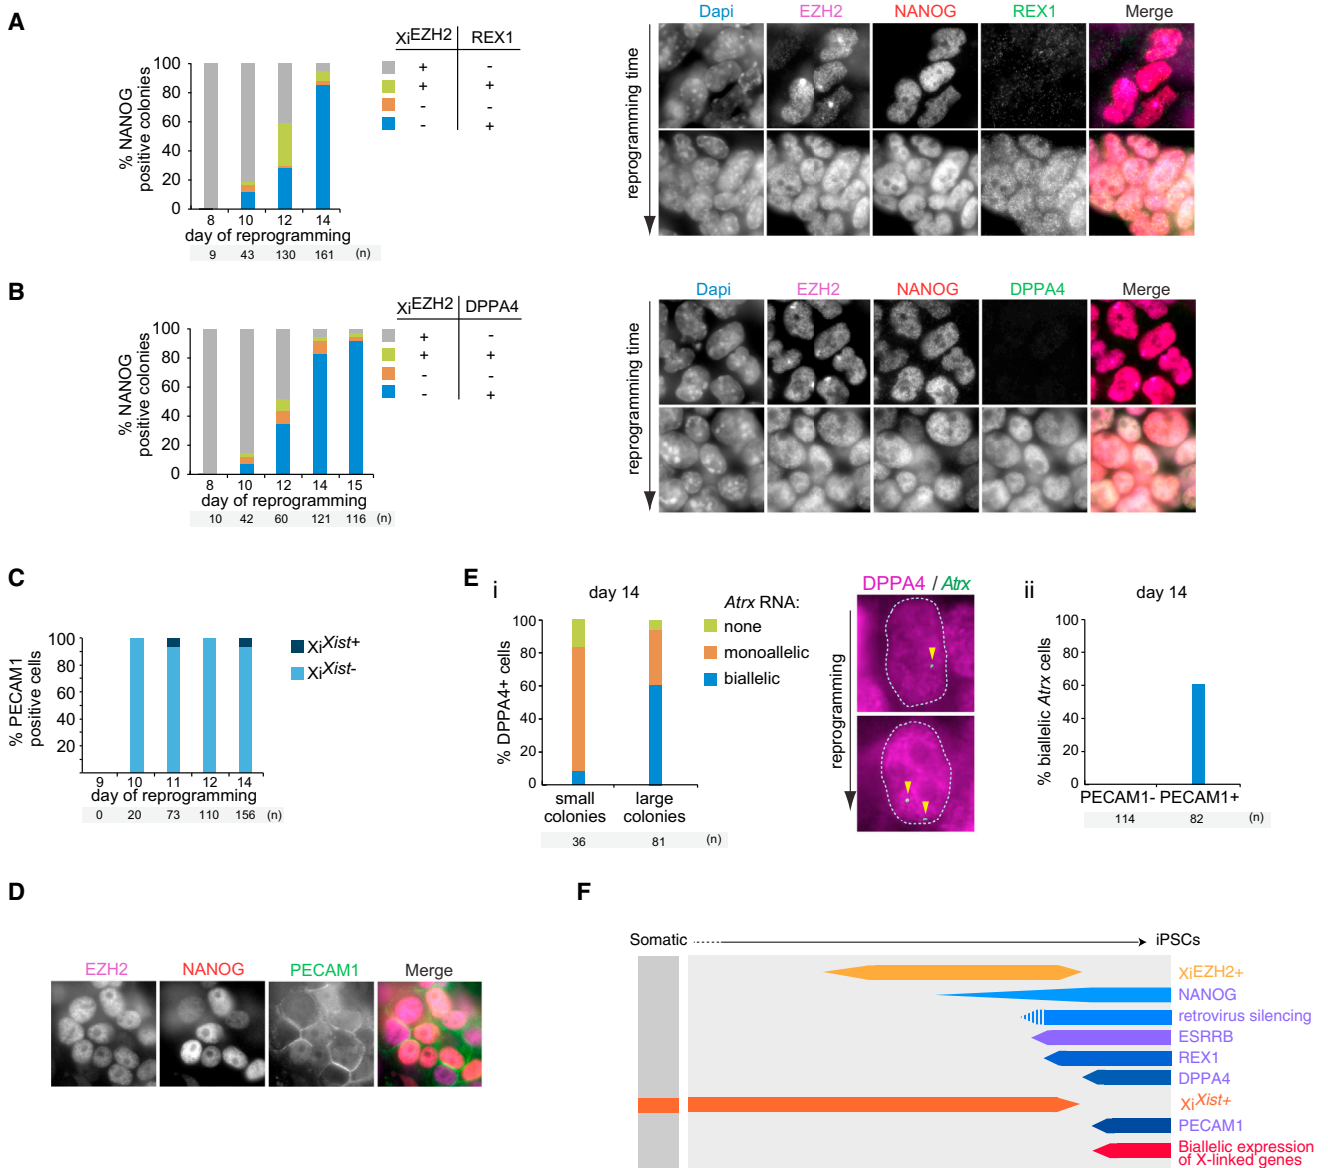 A
XiEZH2 REX1
+ -
+ +
- -
- +
% NANOG
positive colonies
100
80
60
40
20
0
8 10 12 14
day of reprogramming
9 43 130 161 (n)
Dapi EZH2 NANOG REX1 Merge
reprogramming time
B
XiEZH2 DPPA4
+ -
+ +
- -
- +
% NANOG
positive colonies
100
80
60
40
20
0
8 10 12 14 15
day of reprogramming
10 42 60 121 116 (n)
Dapi EZH2 NANOG DPPA4 Merge
reprogramming time
C
% PECAM1
positive cells
100
80
60
40
20
9 10 11 12 14
day of reprogramming
0 20 73 110 156 (n)
XiXist+
XiXist-
E
i
day 14
% DPPA4+ cells
100
80
60
40
20
0
small
colonies
large
colonies
36 81 (n)
Atrx RNA:
none
monoallelic
biallelic
DPPA4 / Atrx
reprogramming
ii
day 14
% biallelic Atrx cells
100
80
60
40
20
0
PECAM1- PECAM1+
114 82 (n)
D
EZH2 NANOG PECAM1 Merge
F
Somatic iPSCs
XiEZH2+
NANOG
retrovirus silencing
ESRRB
REX1
DPPA4
XiXist+
PECAM1
Biallelic expression
of X-linked genes